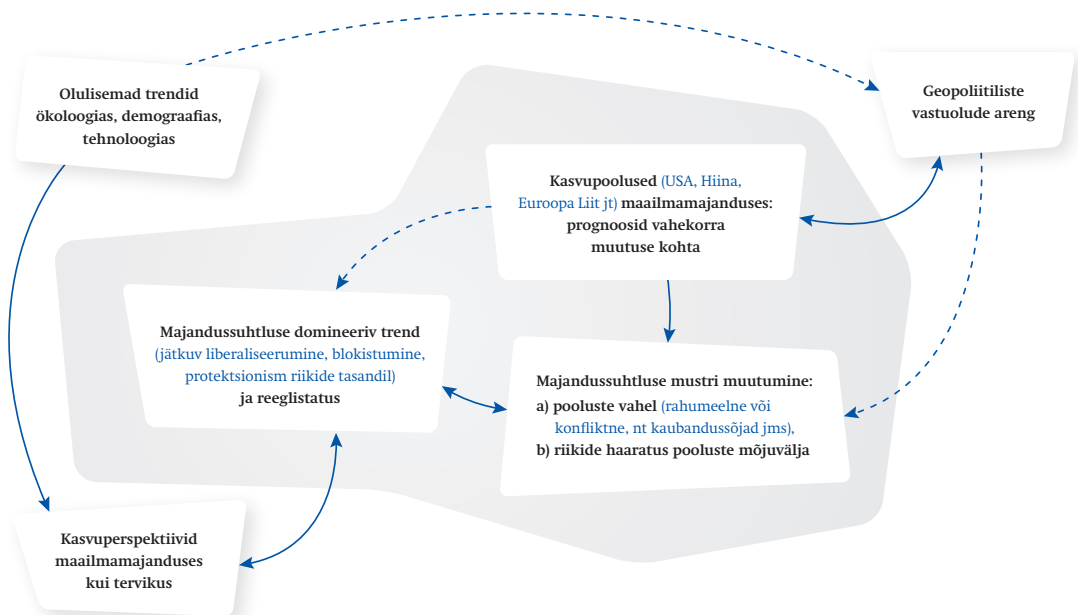 Olulisemad trendid
ökoloogias, demograafias,
tehnoloogias
Geopoliitiliste
vastuolude areng
Kasvupoolused (USA, Hiina,
Euroopa Liit jt) maailmamajanduses:
prognoosid vahekorra
muutuse kohta
Majandussuhtluse domineeriv trend
(jätkuv liberaliseerumine, blokistumine,
protektsionism riikide tasandil)
ja reeglistatus
Majandussuhtluse mustri muutumine:
a) pooluste vahel (rahumeelne või
konfliktne, nt kaubandussõjad jms),
b) riikide haaratus pooluste mõjuvälja
Kasvuperspektiivid
maailmamajanduses
kui tervikus